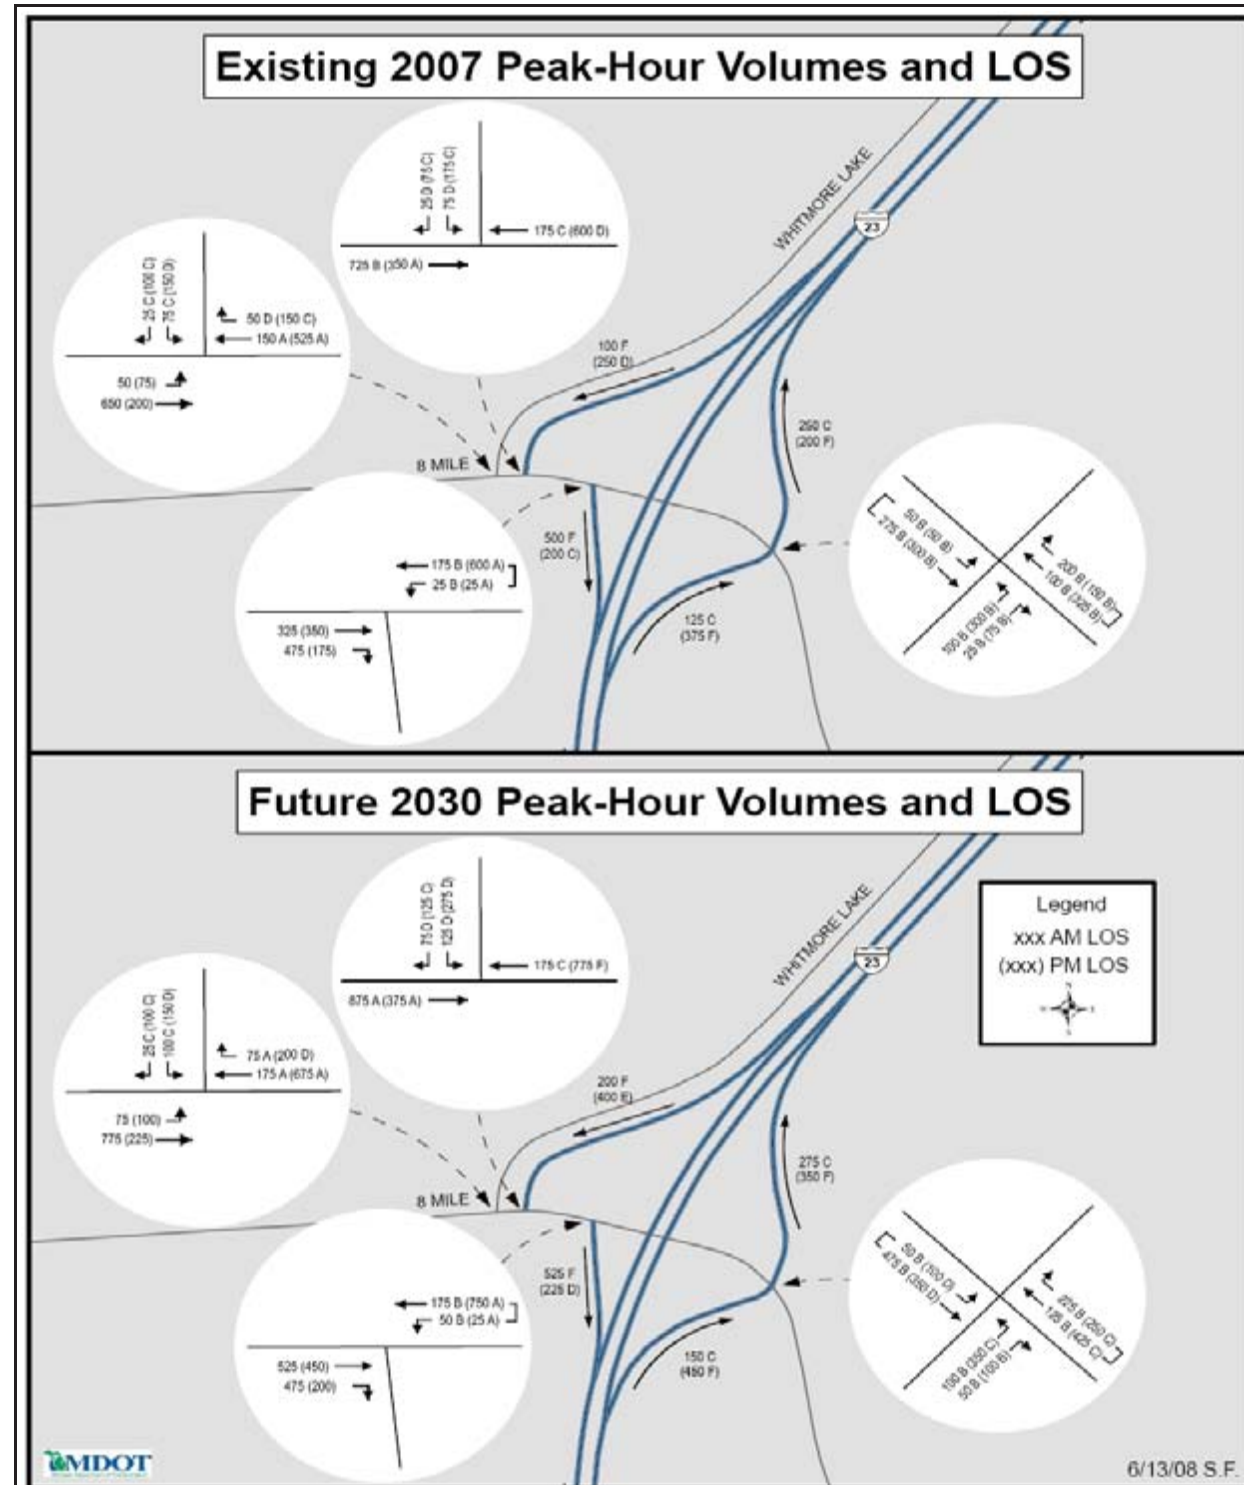 Existing 2007 Peak-Hour Volumes and LOS
25 D (75 C)
75 D (175 C)
175 C (600 D)
725 B (350 A)
WHITMORE LAKE
23
25 C (100 C)
75 C (150 D)
50 D (150 C)
150 A (525 A)
50 (75)
650 (200)
100 F
(250 D)
8 MILE
250 C
(200 F)
500 F
(200 C)
175 B (600 A)
25 B (25 A)
325 (350)
475 (175)
125 C
(375 F)
50 B (50 B)
275 B (300 B)
200 B (150 B)
100 B (325 B)
100 B (300 B)
25 B (75 B)
Future 2030 Peak-Hour Volumes and LOS
75 D (125 C)
125 D (275 D)
175 C (775 F)
875 A (375 A)
WHITMORE LAKE
23
Legend
xxx AM LOS
(xxx) PM LOS
25 C (100 C)
100 C (150 D)
75 A (200 D)
175 A (675 A)
75 (100)
775 (225)
200 F
(400 E)
8 MILE
275 C
(350 F)
525 F
(225 D)
175 B (750 A)
50 B (25 A)
525 (450)
475 (200)
150 C
(450 F)
50 B (100 D)
475 B (350 D)
225 B (250 C)
125 B (425 C)
100 B (350 C)
50 B (100 B)
MDOT
6/13/08 S.F.